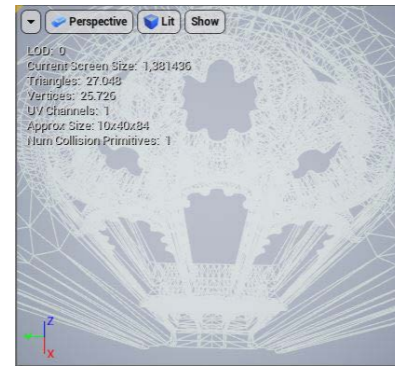 Perspective Lit Show
LOD: 0
Current Screen Size: 1,381436
Triangles: 27.048
Vertices: 25.726
UV Channels: 1
Approx Size: 10x40x84
Num Collision Primitives: 1
Z
X